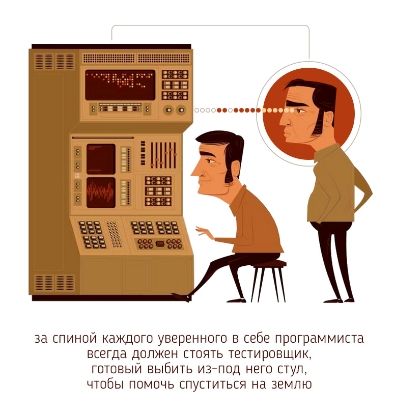 за спиной каждого уверенного в себе программиста
всегда должен стоять тестировщик,
готовый выбить из-под него стул,
чтобы помочь спуститься на землю